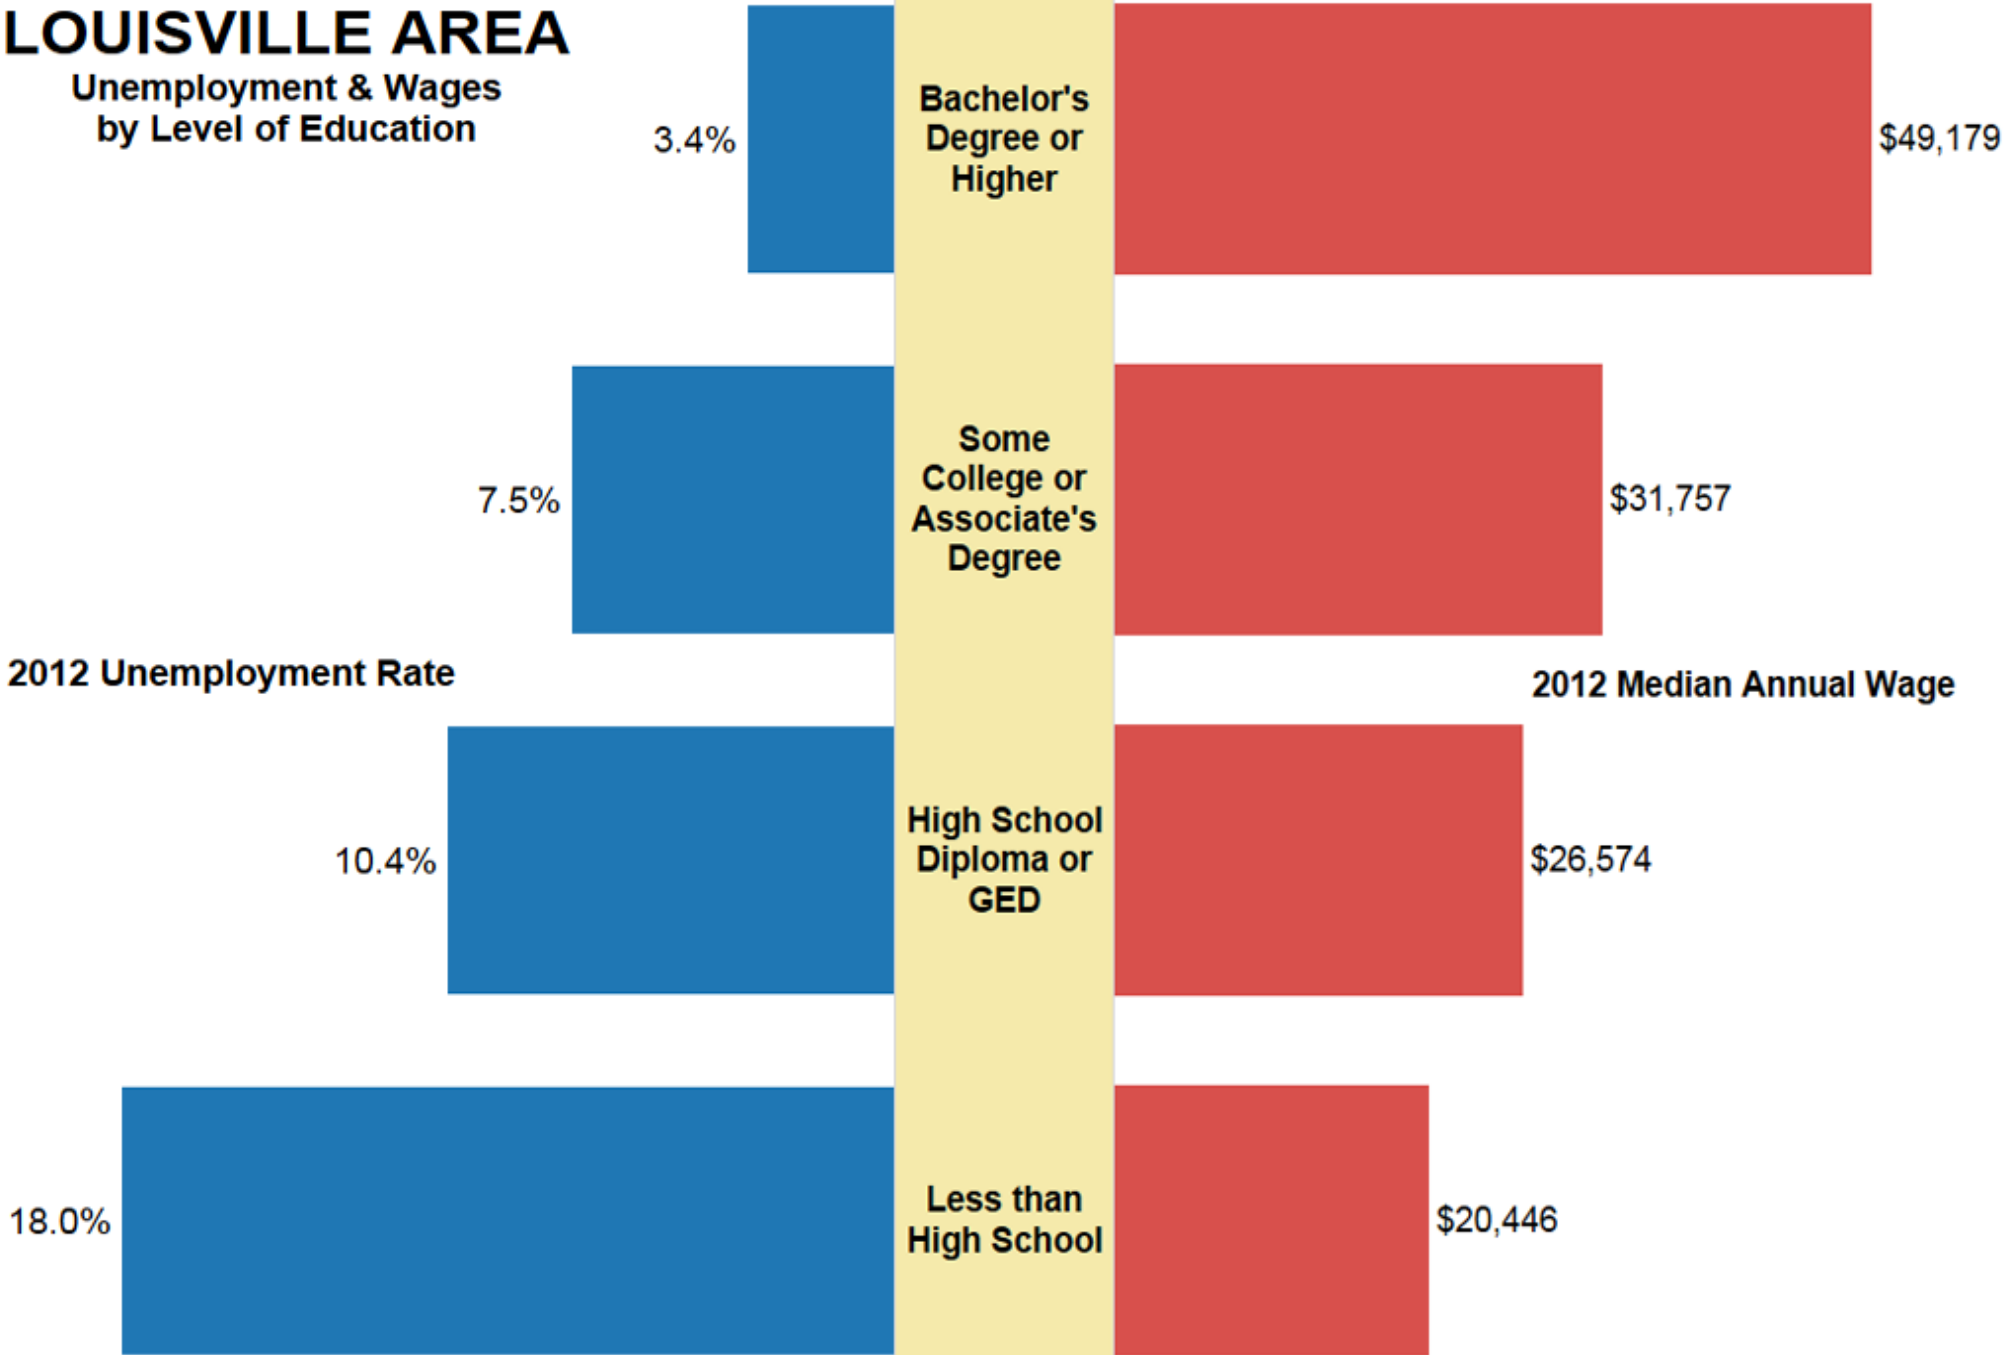 LOUISVILLE AREA
Unemployment & Wages
by Level of Education
3.4%
Bachelor's
Degree or
Higher
$49,179
7.5%
Some
College or
Associate's
Degree
$31,757
2012 Unemployment Rate
2012 Median Annual Wage
10.4%
High School
Diploma or
GED
$26,574
18.0%
Less than
High School
$20,446